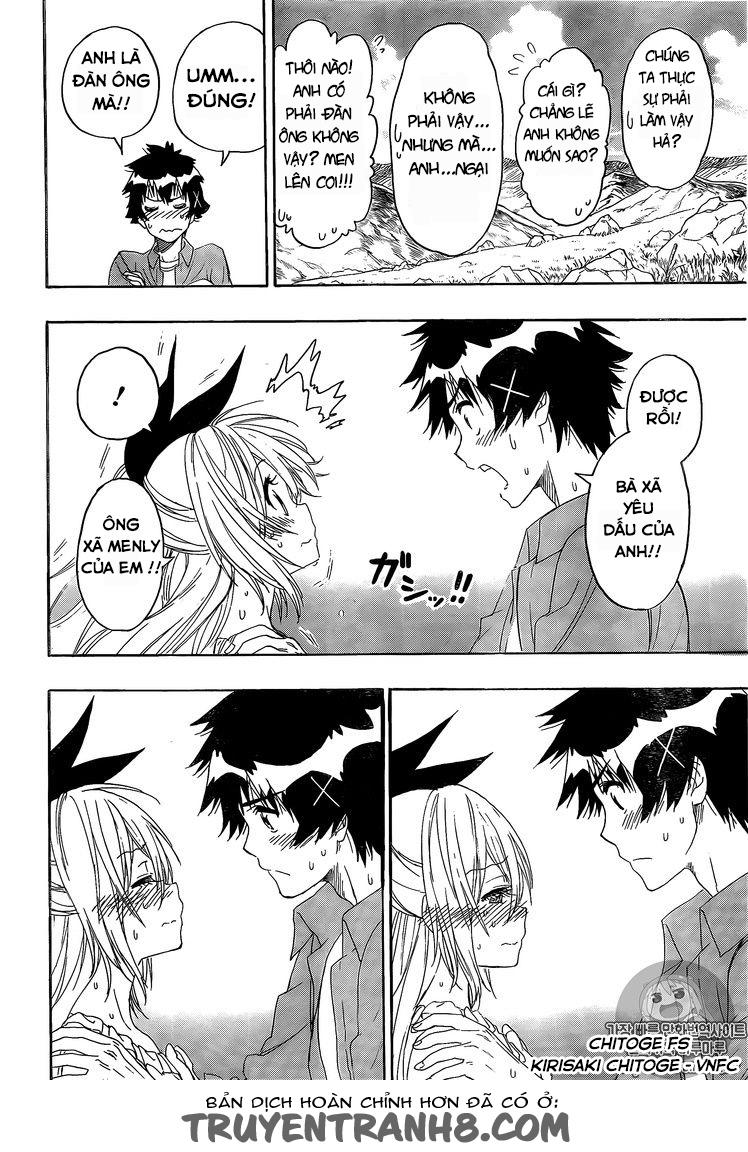 CHÚNG
TA THỰC
SỰ PHẢI
LÀM VẬY
HẢ?
CÁI GÌ?
CHẲNG LẼ
ANH KHÔNG
MUỐN SAO?
KHÔNG
PHẢI VẬY...
NHƯNG MÀ...
ANH...NGẠI
THÔI NÀO!
ANH CÓ
PHẢI ĐÀN
ÔNG KHÔNG
VẬY? MEN
LÊN COI!!!
UMM...
ĐÚNG!
ANH LÀ
ĐÀN ÔNG
MÀ!!
ĐƯỢC
RỒI!
BÀ XÃ
YÊU
DẤU CỦA
ANH!!
!
ÔNG
XÃ MENLY
CỦA EM !!
ガシッ!!
CHITOGE FS
KIRISAKI CHITOGE - VNFC
BẢN DỊCH HOÀN CHỈNH HƠN ĐÃ CÓ Ở:
TRUYENTRANH8.COM